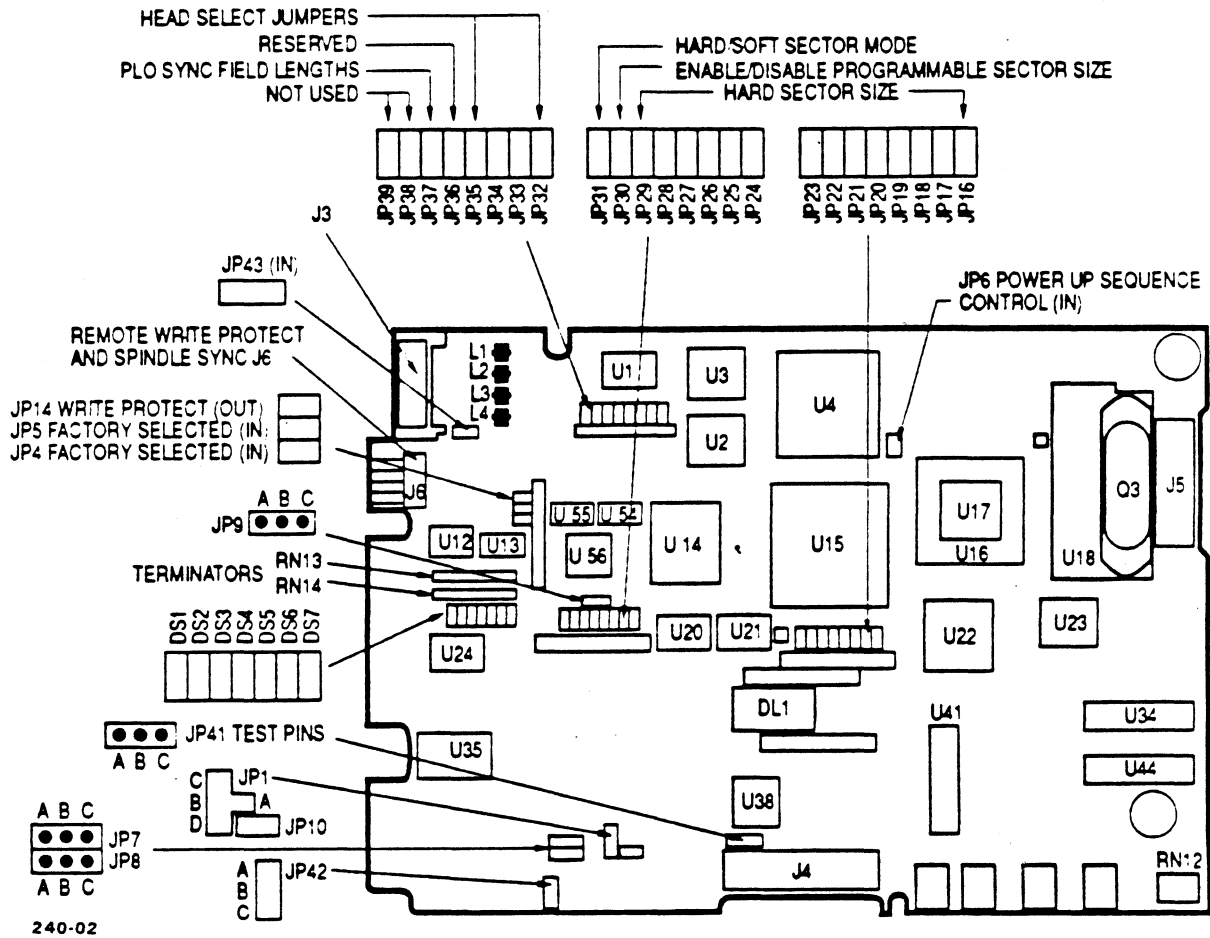 HEAD SELECT JUMPERS
RESERVED
PLO SYNC FIELD LENGTHS
NOT USED
HARD/SOFT SECTOR MODE
ENABLE/DISABLE PROGRAMMABLE SECTOR SIZE
HARD SECTOR SIZE
JP39
JP38
JP37
JP36
JP35
JP34
JP33
JP32
JP31
JP30
JP29
JP28
JP27
JP26
JP25
JP24
JP23
JP22
JP21
JP20
JP19
JP18
JP17
JP16
J3
JP43 (IN)
JP6 POWER UP SEQUENCE
CONTROL (IN)
REMOTE WRITE PROTECT
AND SPINDLE SYNC J6
JP14 WRITE PROTECT (OUT)
JP5 FACTORY SELECTED (IN)
JP4 FACTORY SELECTED (IN)
L1
L2
L3
L4
U1
U3
U4
U2
J6
A B C
JP9
U12
U13
U 55
U 54
U 56
U 14
U15
U17
U16
U18
Q3
J5
TERMINATORS
RN13
RN14
DS1
DS2
DS3
DS4
DS5
DS6
DS7
U24
U20
U21
U22
U23
DL1
U41
U34
U44
JP41 TEST PINS
A B C
U35
U38
C
B
D
A
JP1
JP10
A B C
JP7
JP8
A B C
A
B
C
JP42
J4
RN12
240-02